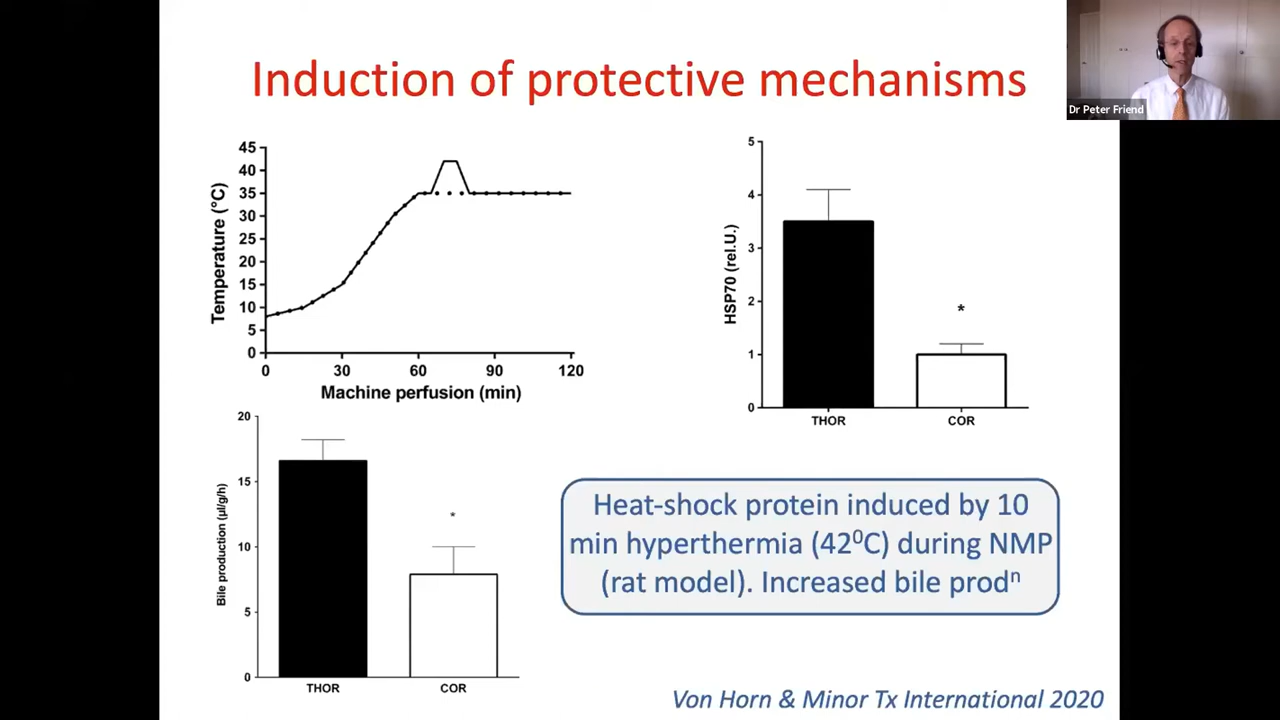 Induction of protective mechanisms
Dr Peter Friend
45
40
35
30
25
20
15
10
5
0
Temperature (°C)
0 30 60 90 120
Machine perfusion (min)
5
4
3
2
1
0
HSP70 (rel.U.)
*
THOR COR
20
15
10
5
0
Bile production (µl/g/h)
*
THOR COR
Heat-shock protein induced by 10
min hyperthermia (42⁰C) during NMP
(rat model). Increased bile prodⁿ
Von Horn & Minor Tx International 2020